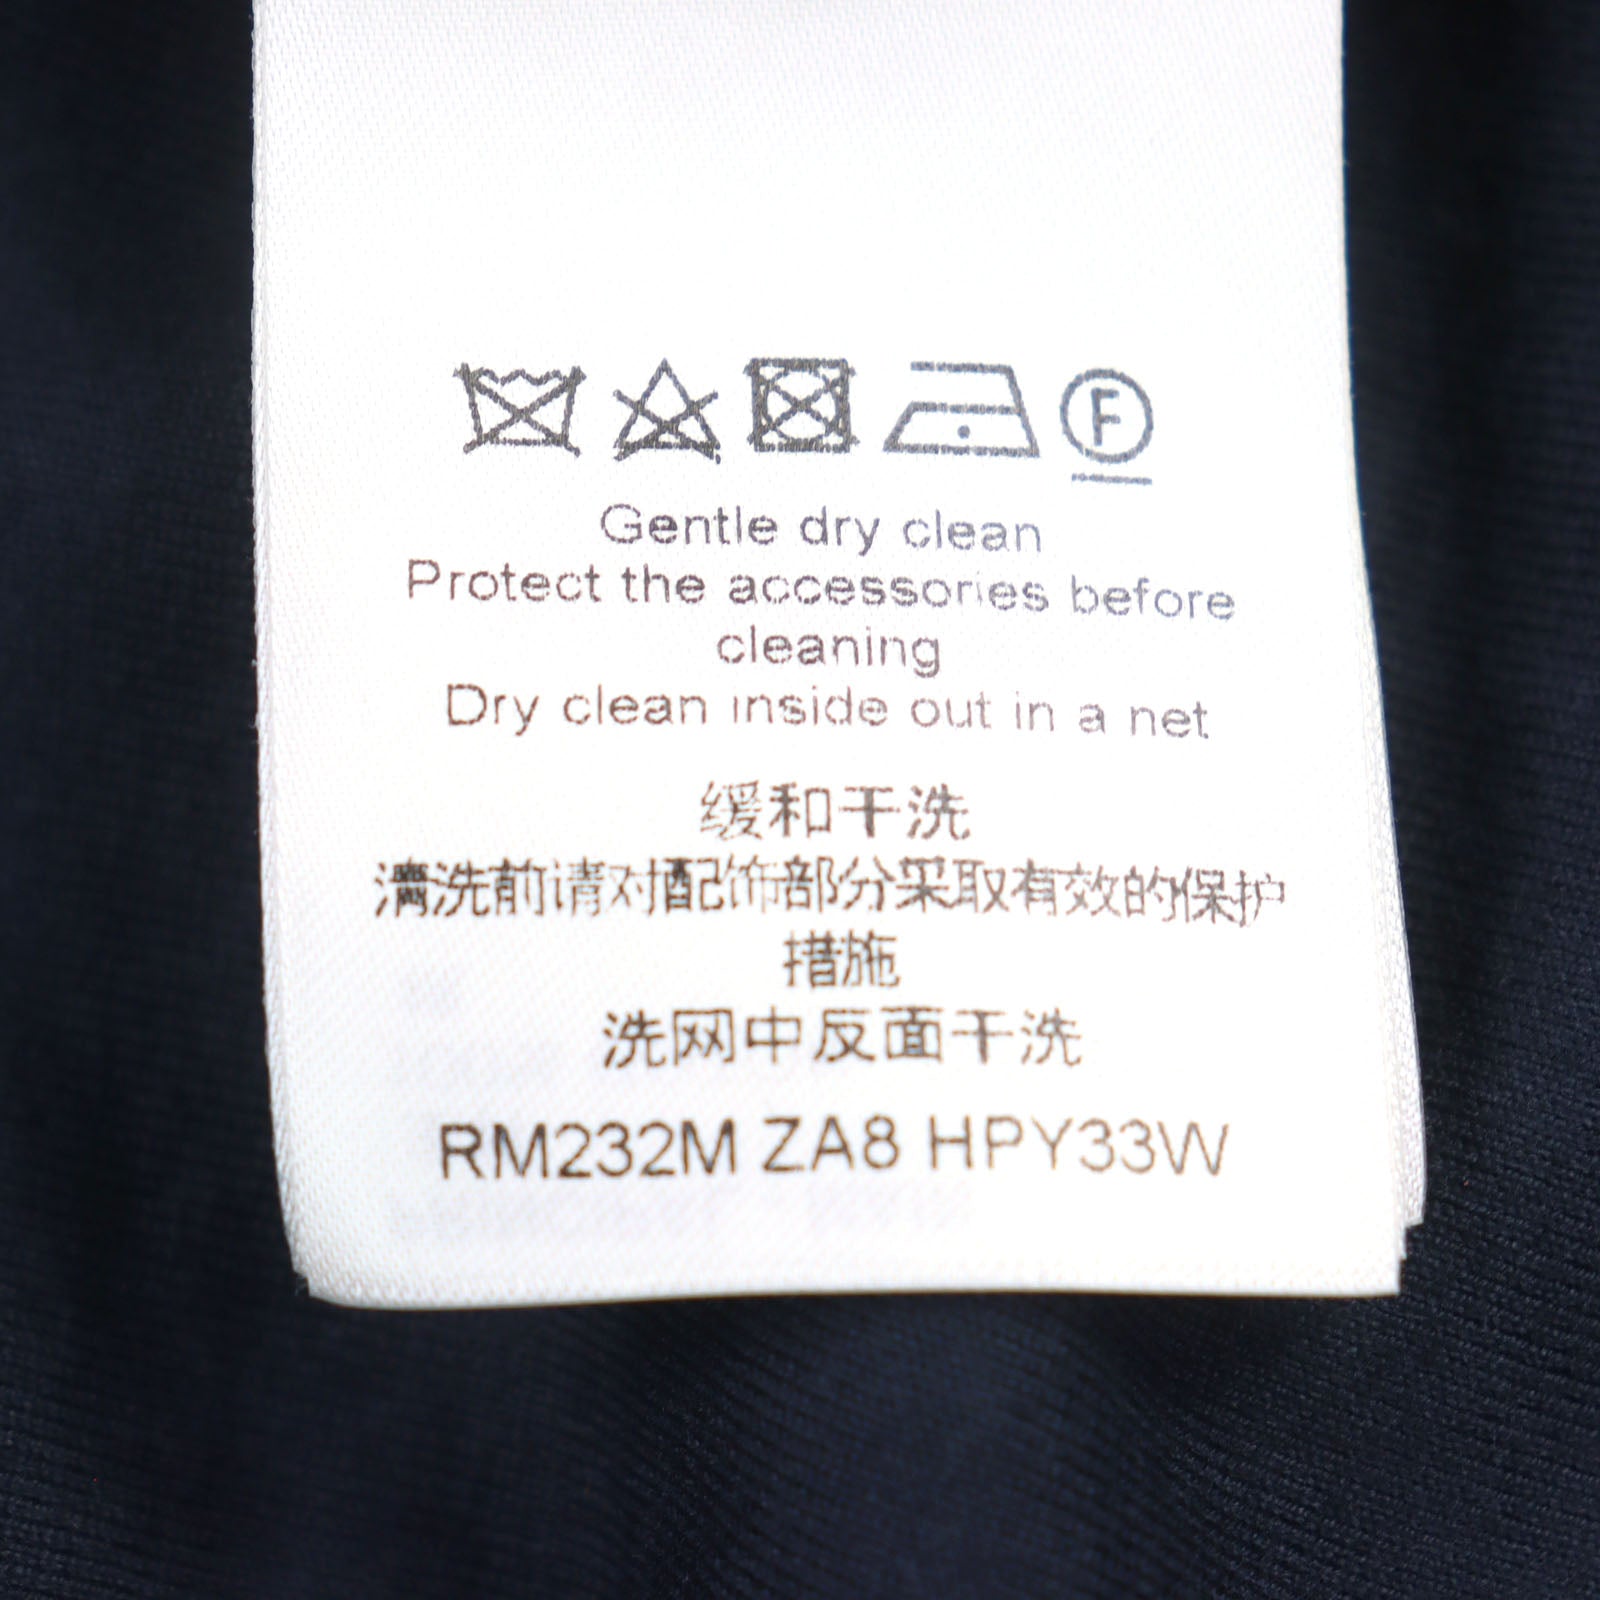 F
Gentle dry clean
Protect the accessories before
cleaning
Dry clean inside out in a net
缓和干洗
清洗前请对配饰部分采取有效的保护
措施
洗网中反面干洗
RM232M ZA8 HPY33W